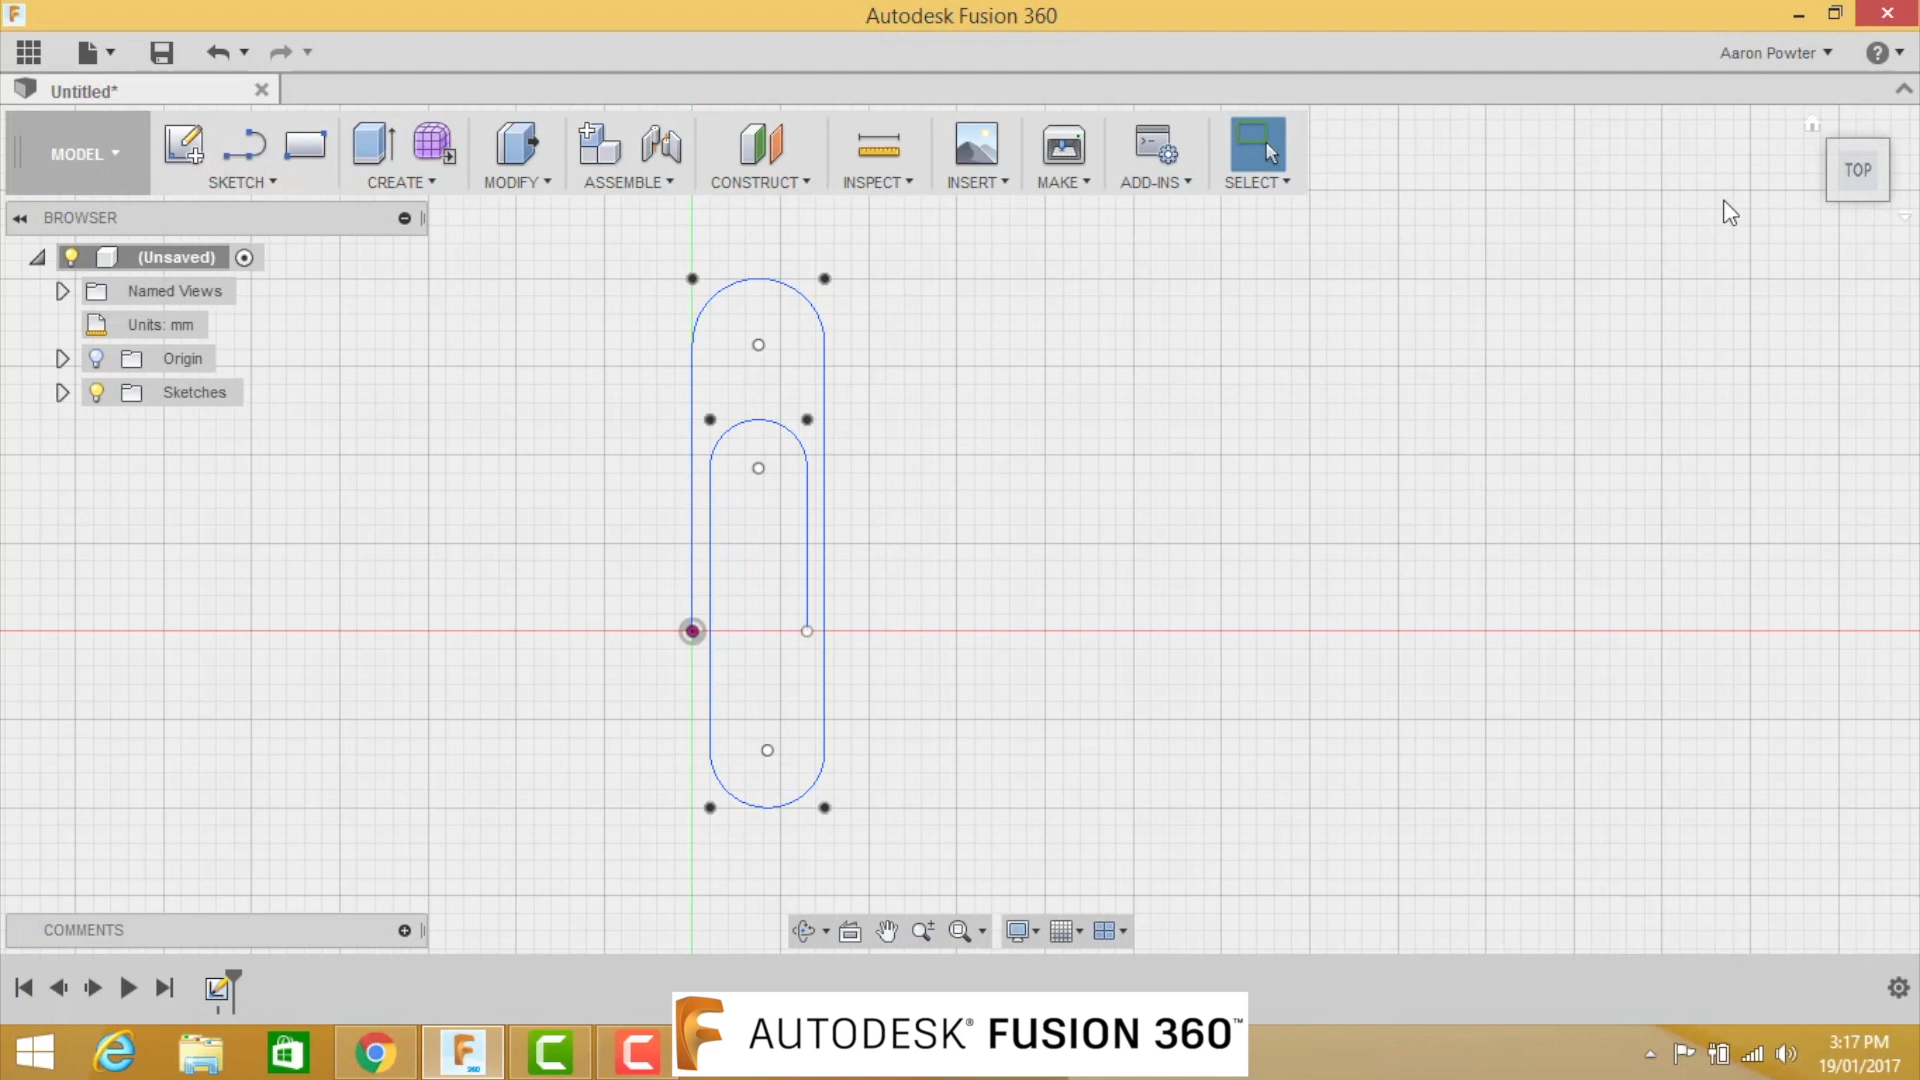 Autodesk Fusion 360
Aaron Powter
Untitled*
MODEL
SKETCH
CREATE
MODIFY
ASSEMBLE
CONSTRUCT
INSPECT
INSERT
MAKE
ADD-INS
SELECT
TOP
BROWSER
(Unsaved)
Named Views
Units: mm
Origin
Sketches
COMMENTS
AUTODESK® FUSION 360™
360
3:17 PM
19/01/2017